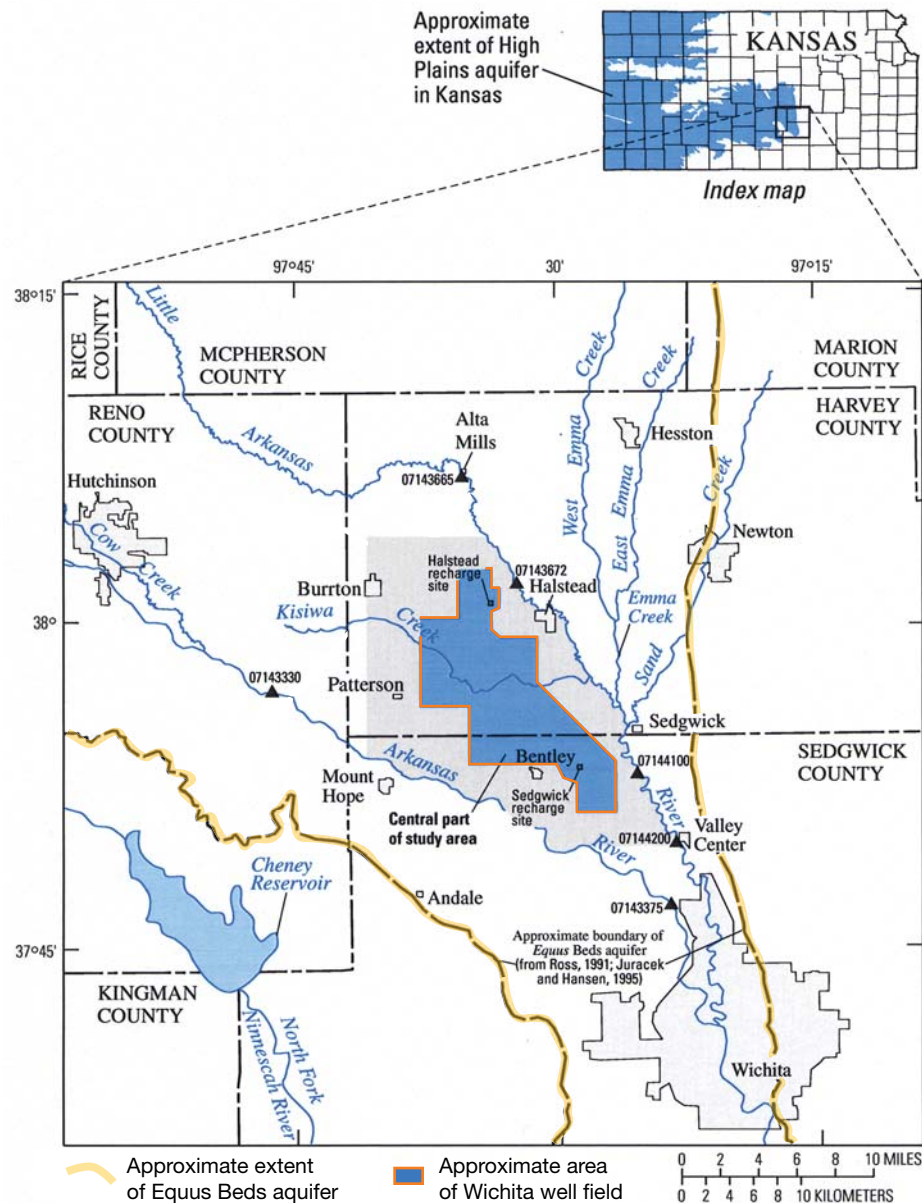 Approximate
extent of High
Plains aquifer
in Kansas
KANSAS
Index map
97°45'
30'
97°15'
38°15'
Little
RICE
COUNTY
MCPHERSON
COUNTY
MARION
COUNTY
RENO
COUNTY
HARVEY
COUNTY
Arkansas
Alta
Mills
07143665
West Emma Creek
East Emma Creek
Hesston
Creek
Hutchinson
Cow
Creek
Newton
Halstead
recharge
site
07143672
Halstead
Burrton
Kisiwa
Creek
Emma
Creek
Sand
38°
07143330
Patterson
Sedgwick
SEDGWICK
COUNTY
Arkansas
Bentley
07144100
Mount
Hope
Sedgwick
recharge
site
River
Central part
of study area
River
07144200
Valley
Center
Cheney
Reservoir
Andale
07143375
37°45'
Approximate boundary of
Equus Beds aquifer
(from Ross, 1991; Juracek
and Hansen, 1995)
KINGMAN
COUNTY
North Fork
Ninnescah River
Wichita
Approximate extent
of Equus Beds aquifer
Approximate area
of Wichita well field
0 2 4 6 8 10 MILES
0 2 4 6 8 10 KILOMETERS